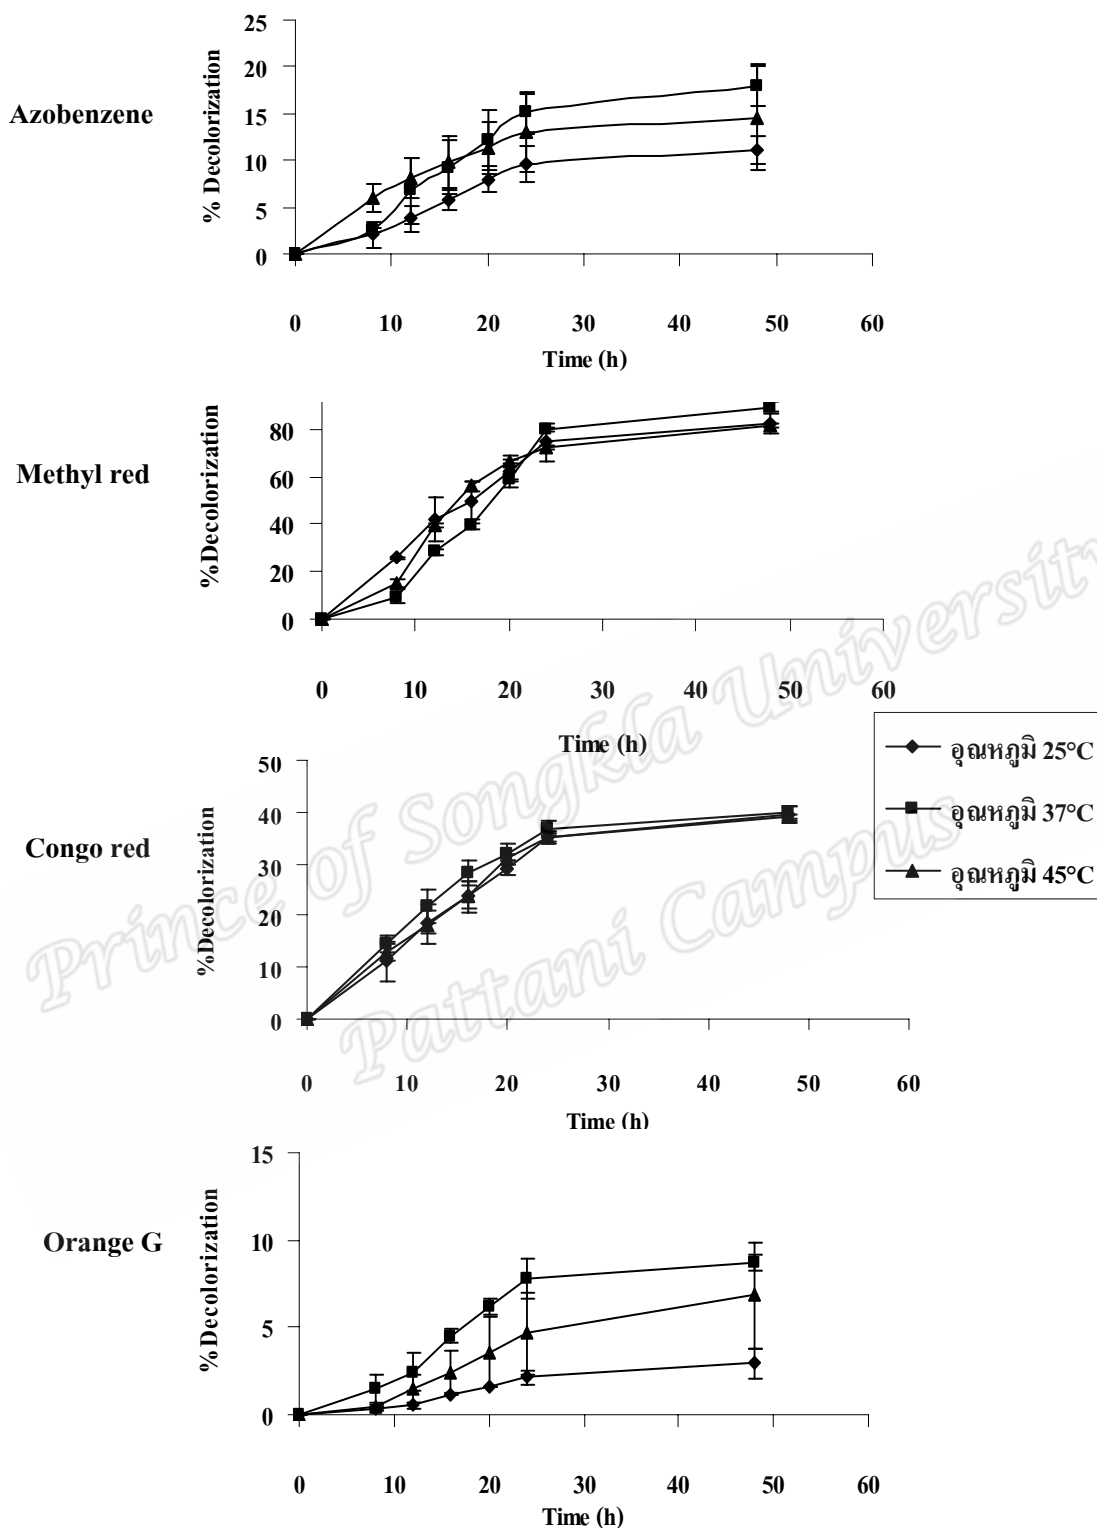 25
20
15
10
5
0
% Decolorization
Azobenzene
0 10 20 30 40 50 60
Time (h)
80
60
40
20
0
%Decolorization
Methyl red
0 10 20 30 40 50 60
Time (h)
50
40
30
20
10
0
%Decolorization
Congo red
0 10 20 30 40 50 60
Time (h)
อุณหภูมิ 25°C
อุณหภูมิ 37°C
อุณหภูมิ 45°C
15
10
5
0
%Decolorization
Orange G
0 10 20 30 40 50 60
Time (h)
Prince of Songkla University
Pattani Campus